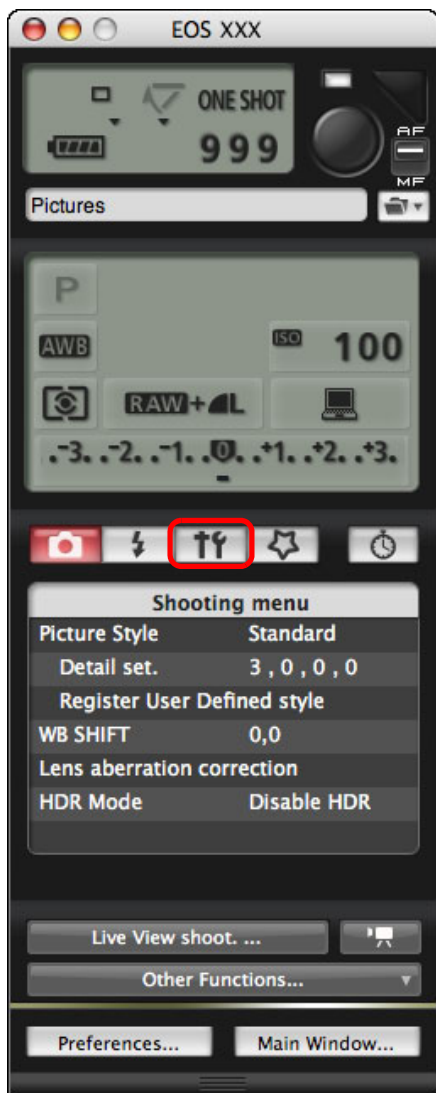 EOS XXX
ONE SHOT
999
AF
MF
Pictures
P
AWB
ISO 100
RAW+L
.-3. .-2. .-1. .0. .+1. .+2. .+3.
Shooting menu
Picture Style Standard
Detail set. 3 , 0 , 0 , 0
Register User Defined style
WB SHIFT 0,0
Lens aberration correction
HDR Mode Disable HDR
Live View shoot. ...
Other Functions...
Preferences... Main Window...